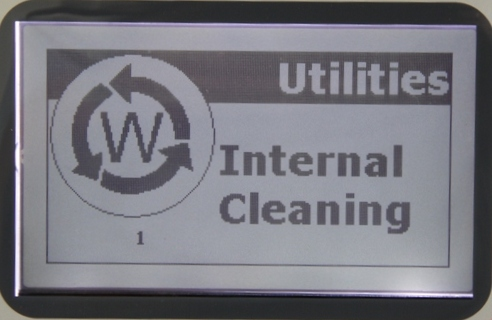 Utilities
W
Internal
Cleaning
1